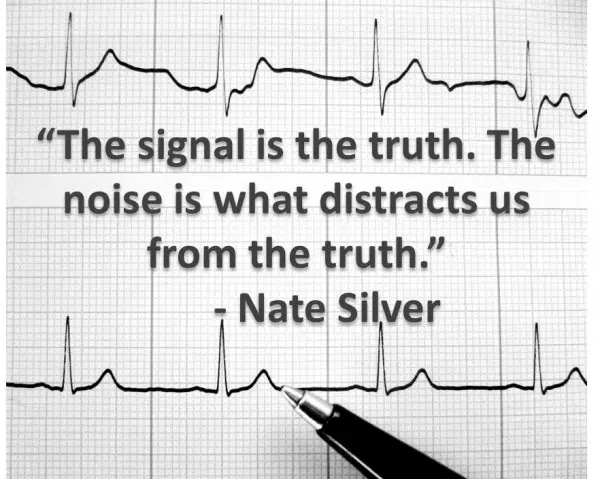 “The signal is the truth. The
noise is what distracts us
from the truth.”
- Nate Silver